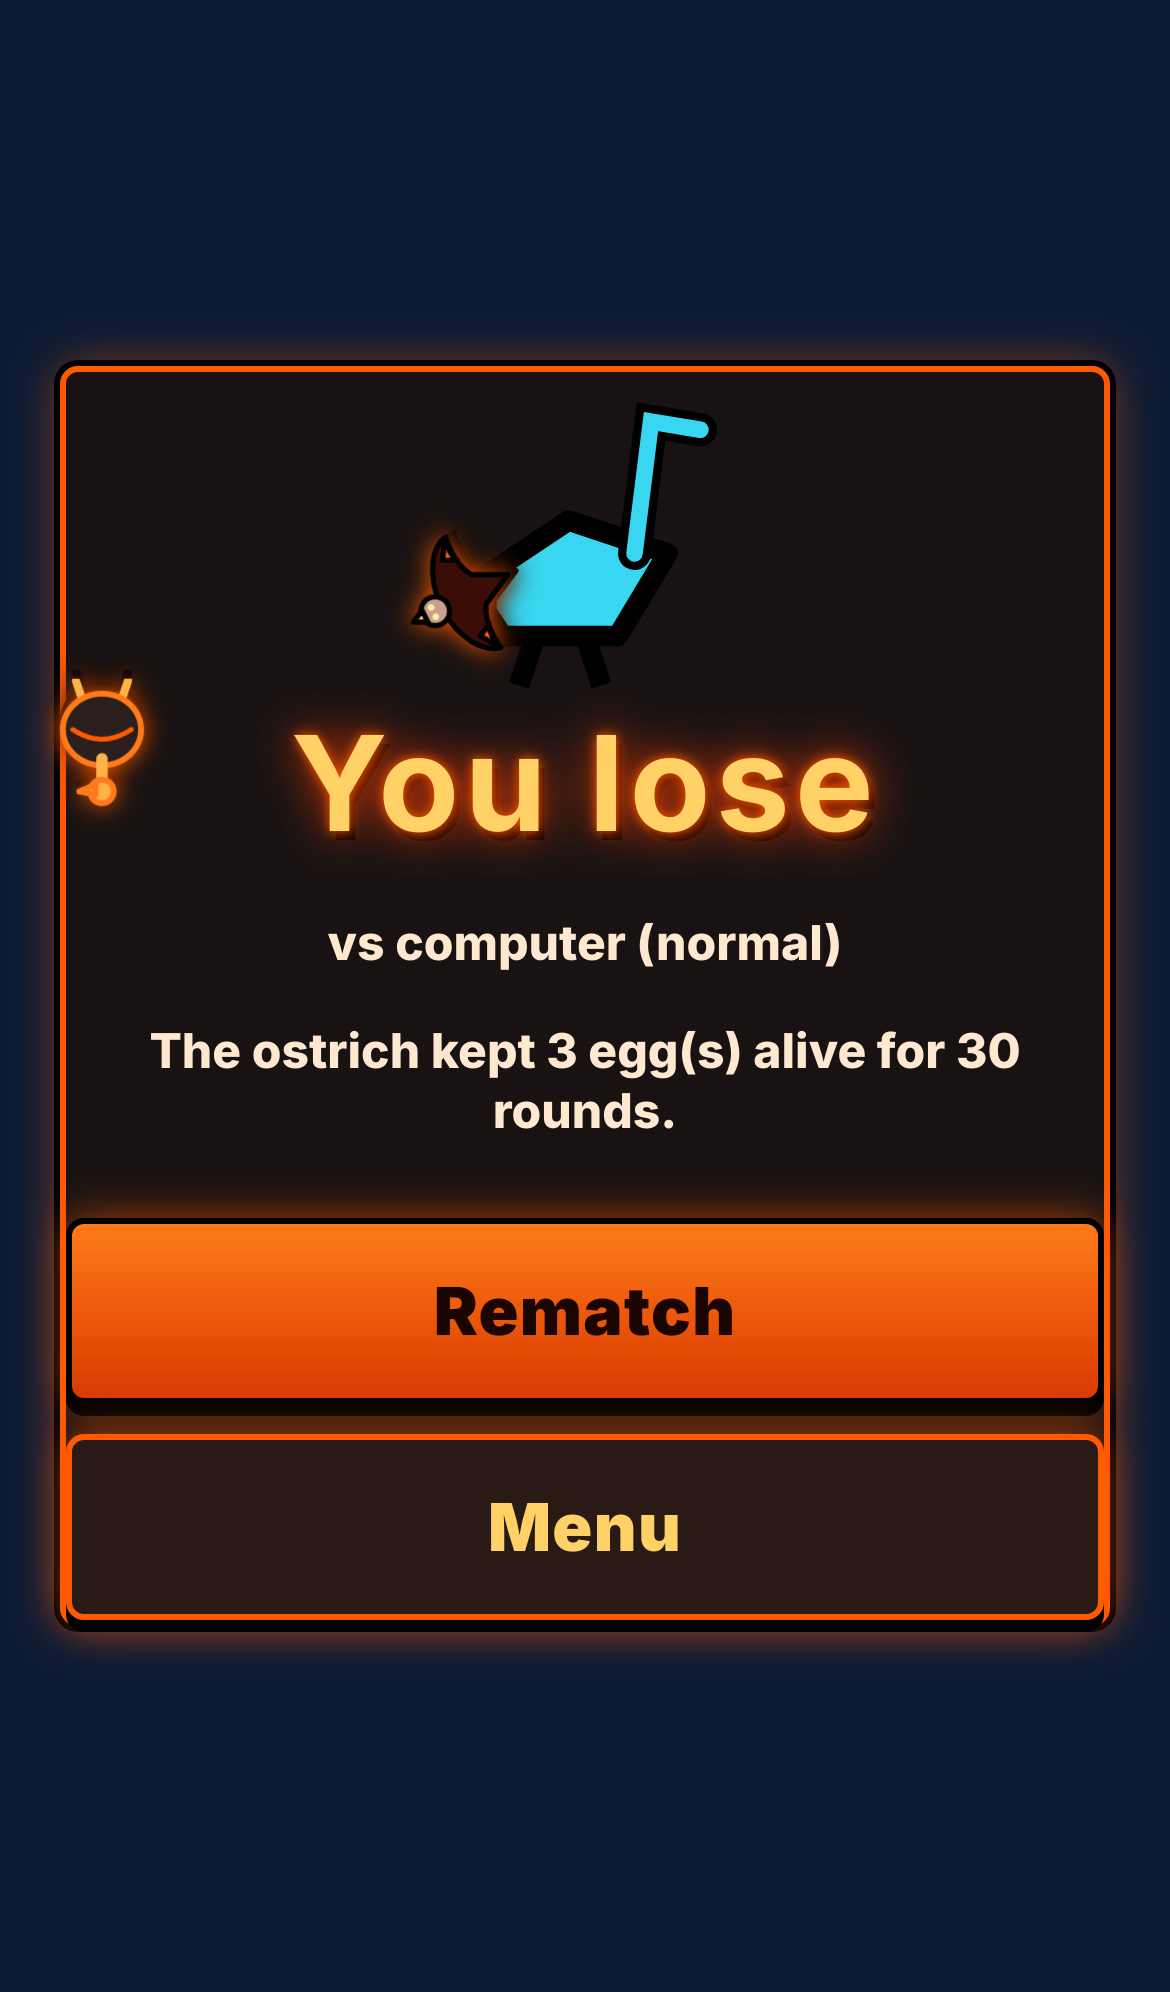 You lose
vs computer (normal)
The ostrich kept 3 egg(s) alive for 30
rounds.
Rematch
Menu